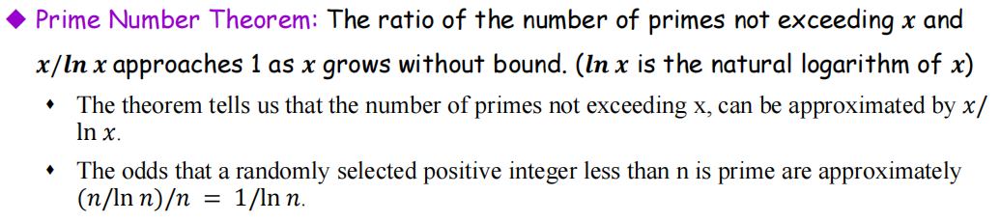 ◆ Prime Number Theorem: The ratio of the number of primes not exceeding x and
x/ln x approaches 1 as x grows without bound. (ln x is the natural logarithm of x)
♦ The theorem tells us that the number of primes not exceeding x, can be approximated by x/
ln x.
♦ The odds that a randomly selected positive integer less than n is prime are approximately
(n/ln n)/n = 1/ln n.